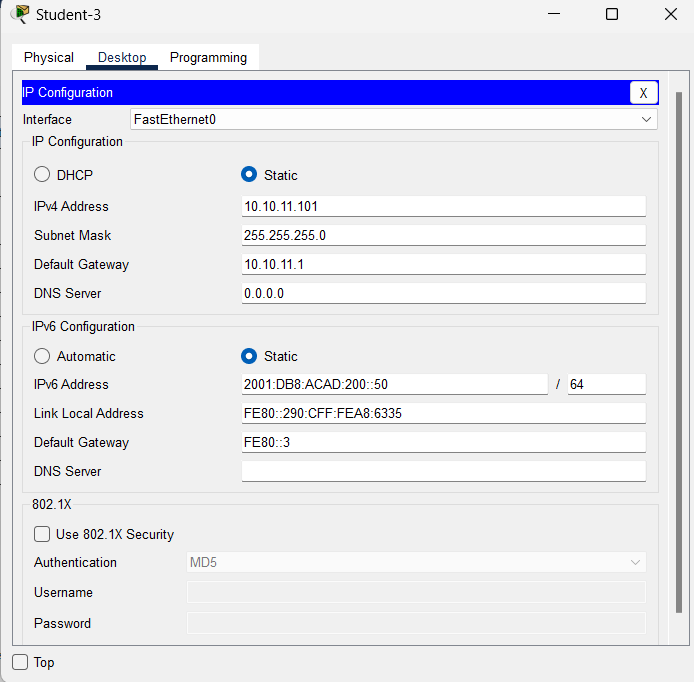 Student-3
Physical Desktop Programming
IP Configuration X
Interface FastEthernet0
IP Configuration
DHCP Static
IPv4 Address 10.10.11.101
Subnet Mask 255.255.255.0
Default Gateway 10.10.11.1
DNS Server 0.0.0.0
IPv6 Configuration
Automatic Static
IPv6 Address 2001:DB8:ACAD:200::50 / 64
Link Local Address FE80::290:CFF:FEA8:6335
Default Gateway FE80::3
DNS Server
802.1X
Use 802.1X Security
Authentication MD5
Username
Password
Top